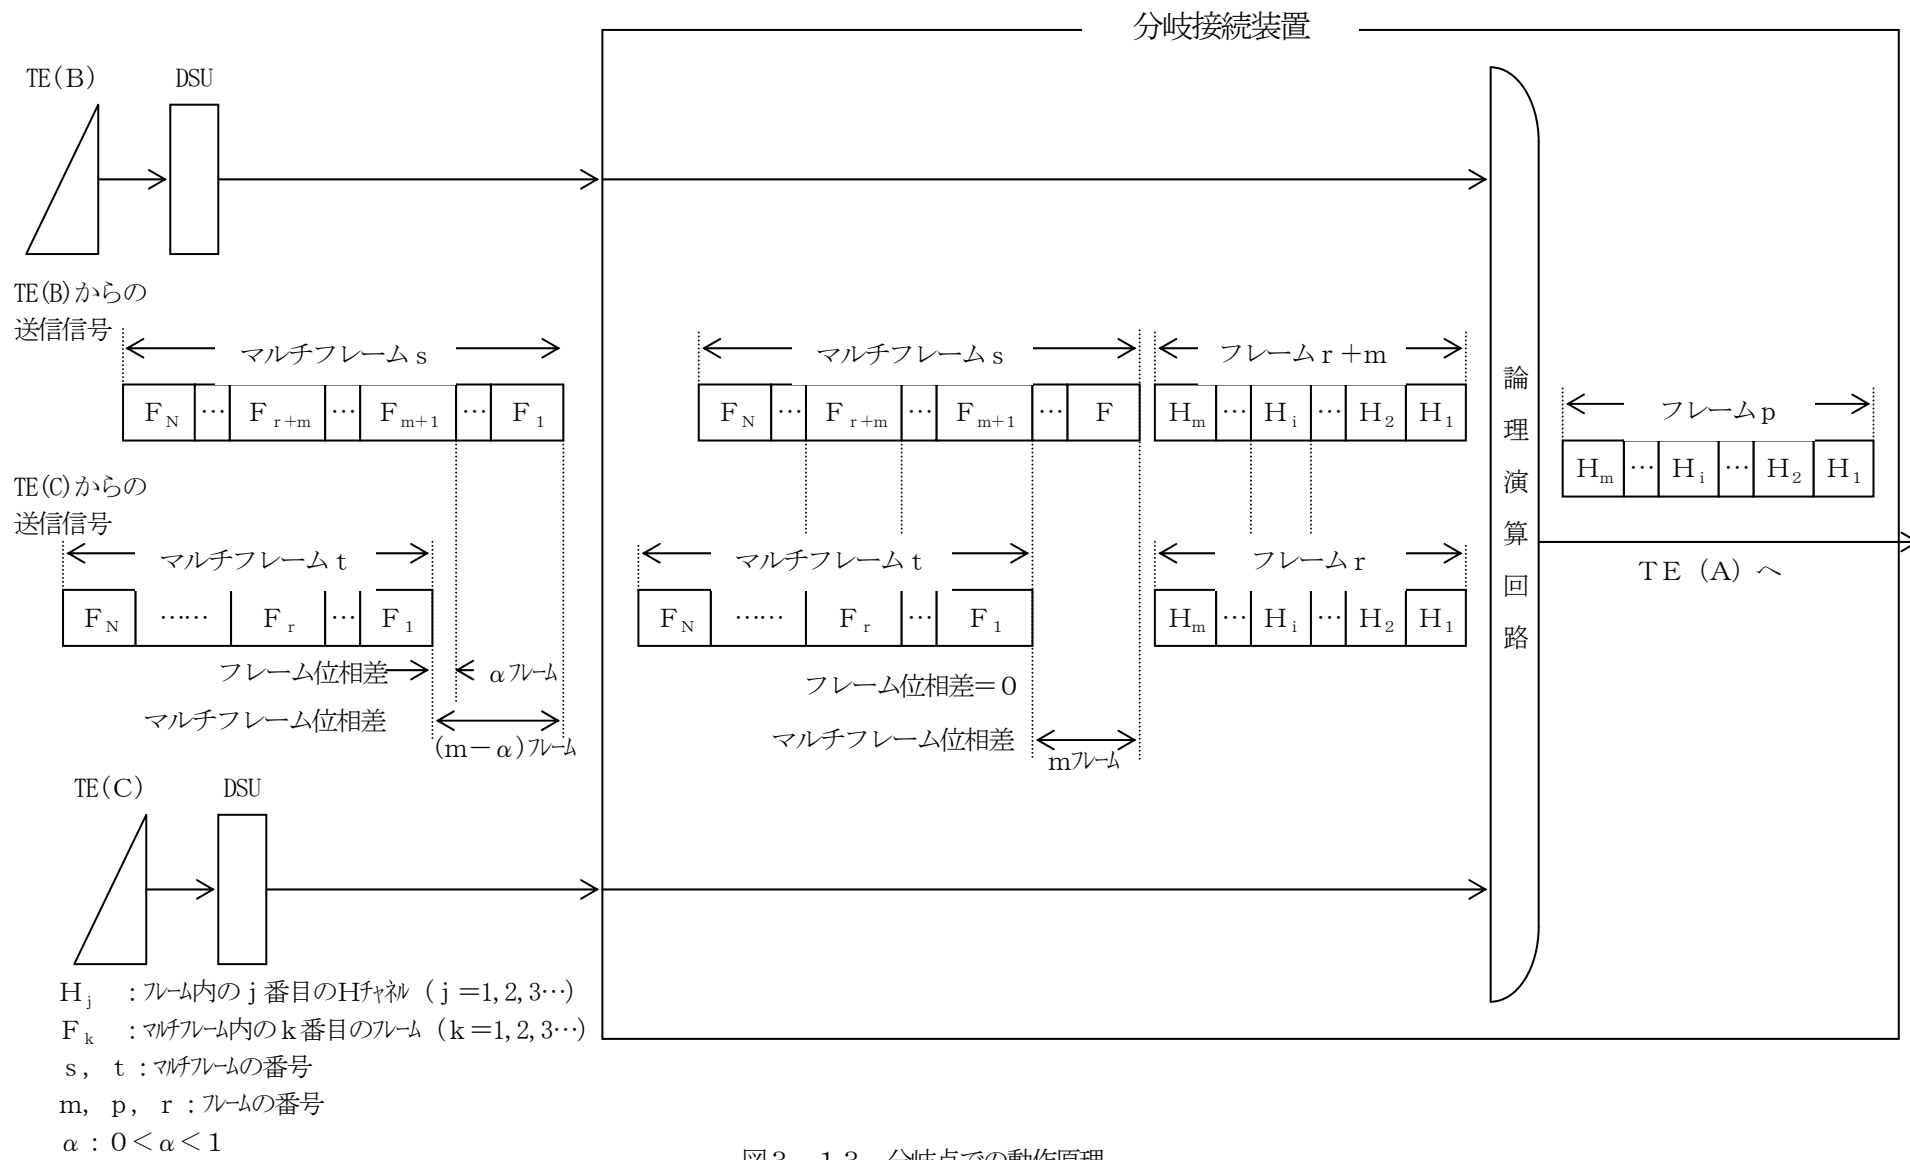 分岐接続装置
TE(B)
DSU
TE(B)からの
送信信号
マルチフレームs
F_N … F_{r+m} … F_{m+1} … F_1
マルチフレームs
F_N … F_{r+m} … F_{m+1} … F
フレームr+m
H_m … H_i … H_2 H_1
TE(C)からの
送信信号
マルチフレームt
F_N …… F_r … F_1
マルチフレームt
F_N …… F_r … F_1
フレームr
H_m … H_i … H_2 H_1
論理演算回路
フレームp
H_m … H_i … H_2 H_1
TE(A)へ
フレーム位相差
αフレーム
マルチフレーム位相差
(m-α)フレーム
フレーム位相差=0
マルチフレーム位相差
mフレーム
TE(C)
DSU
H_j :フレーム内のj番目のHチャネル(j=1,2,3…)
F_k :マルチフレーム内のk番目のフレーム(k=1,2,3…)
s, t:マルチフレームの番号
m, p, r:フレームの番号
α:0<α<1